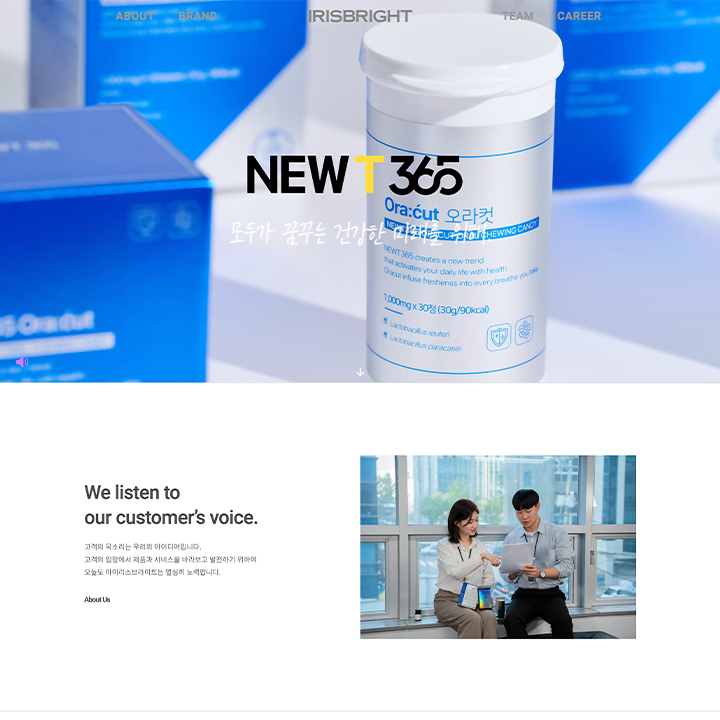 ABOUT BRAND IRISBRIGHT TEAM CAREER
NEWT365
모두가 꿈꾸는 건강한 미래를 위해
Ora:cut 오라컷
NEWT365 creates a new trend
that activates your daily life with health.
Oracut infuse freshenss into every breathe you take
1,000mg x 30정 (30g/90kcal)
Lactobacillus reuteri
Lactobacillus paracasei
We listen to
our customer's voice.
고객의 목소리는 우리의 아이디어입니다.
고객의 입장에서 제품과 서비스를 바라보고 발전하기 위하여
오늘도 아이리스브라이트는 열심히 노력합니다.
About Us